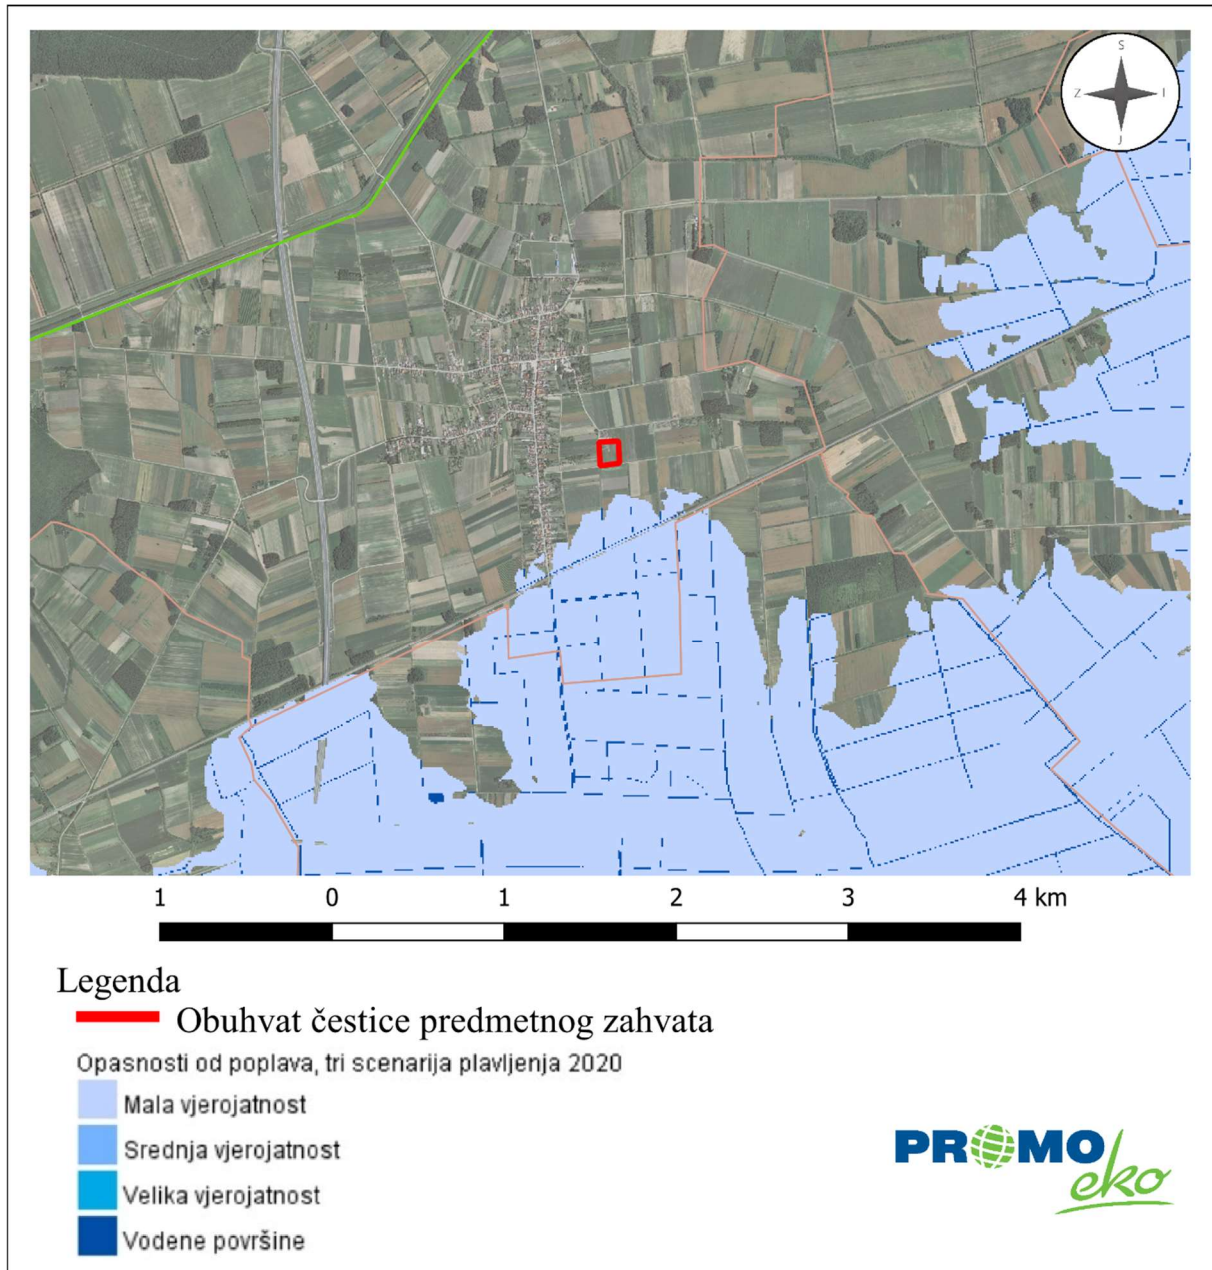 S
Z I
J
1 0 1 2 3 4 km
Legenda
Obuhvat čestice predmetnog zahvata
Opasnosti od poplava, tri scenarija plavljenja 2020
Mala vjerojatnost
Srednja vjerojatnost
Velika vjerojatnost
Vodene površine
PROMO
eko